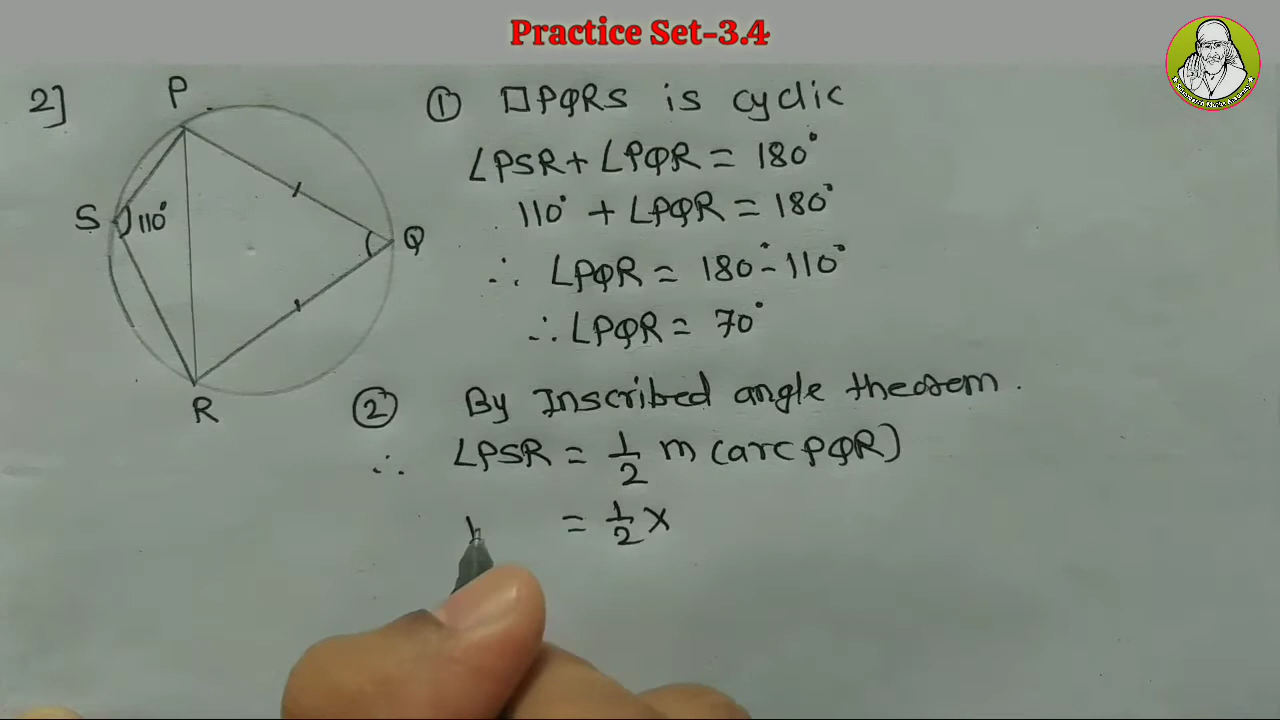 Practice Set-3.4
2]
P
S
110°
Q
R
① □PQRS is cyclic
∠PSR + ∠PQR = 180°
110° + ∠PQR = 180°
∴ ∠PQR = 180° - 110°
∴ ∠PQR = 70°
② By Inscribed angle theorem.
∴ ∠PSR = 1/2 m (arc PQR)
= 1/2 x